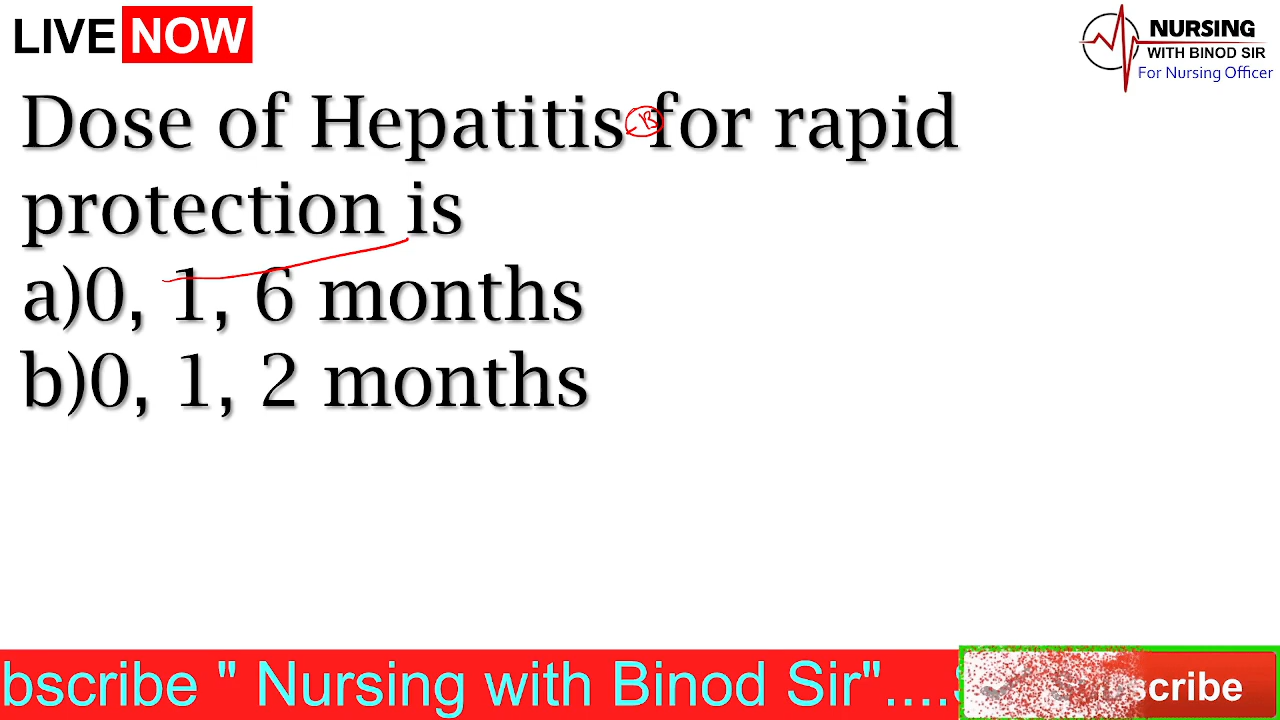 LIVE NOW
NURSING
WITH BINOD SIR
For Nursing Officer
Dose of Hepatitis-B for rapid
protection is
a)0, 1, 6 months
b)0, 1, 2 months
bscribe " Nursing with Binod Sir"....S
scribe